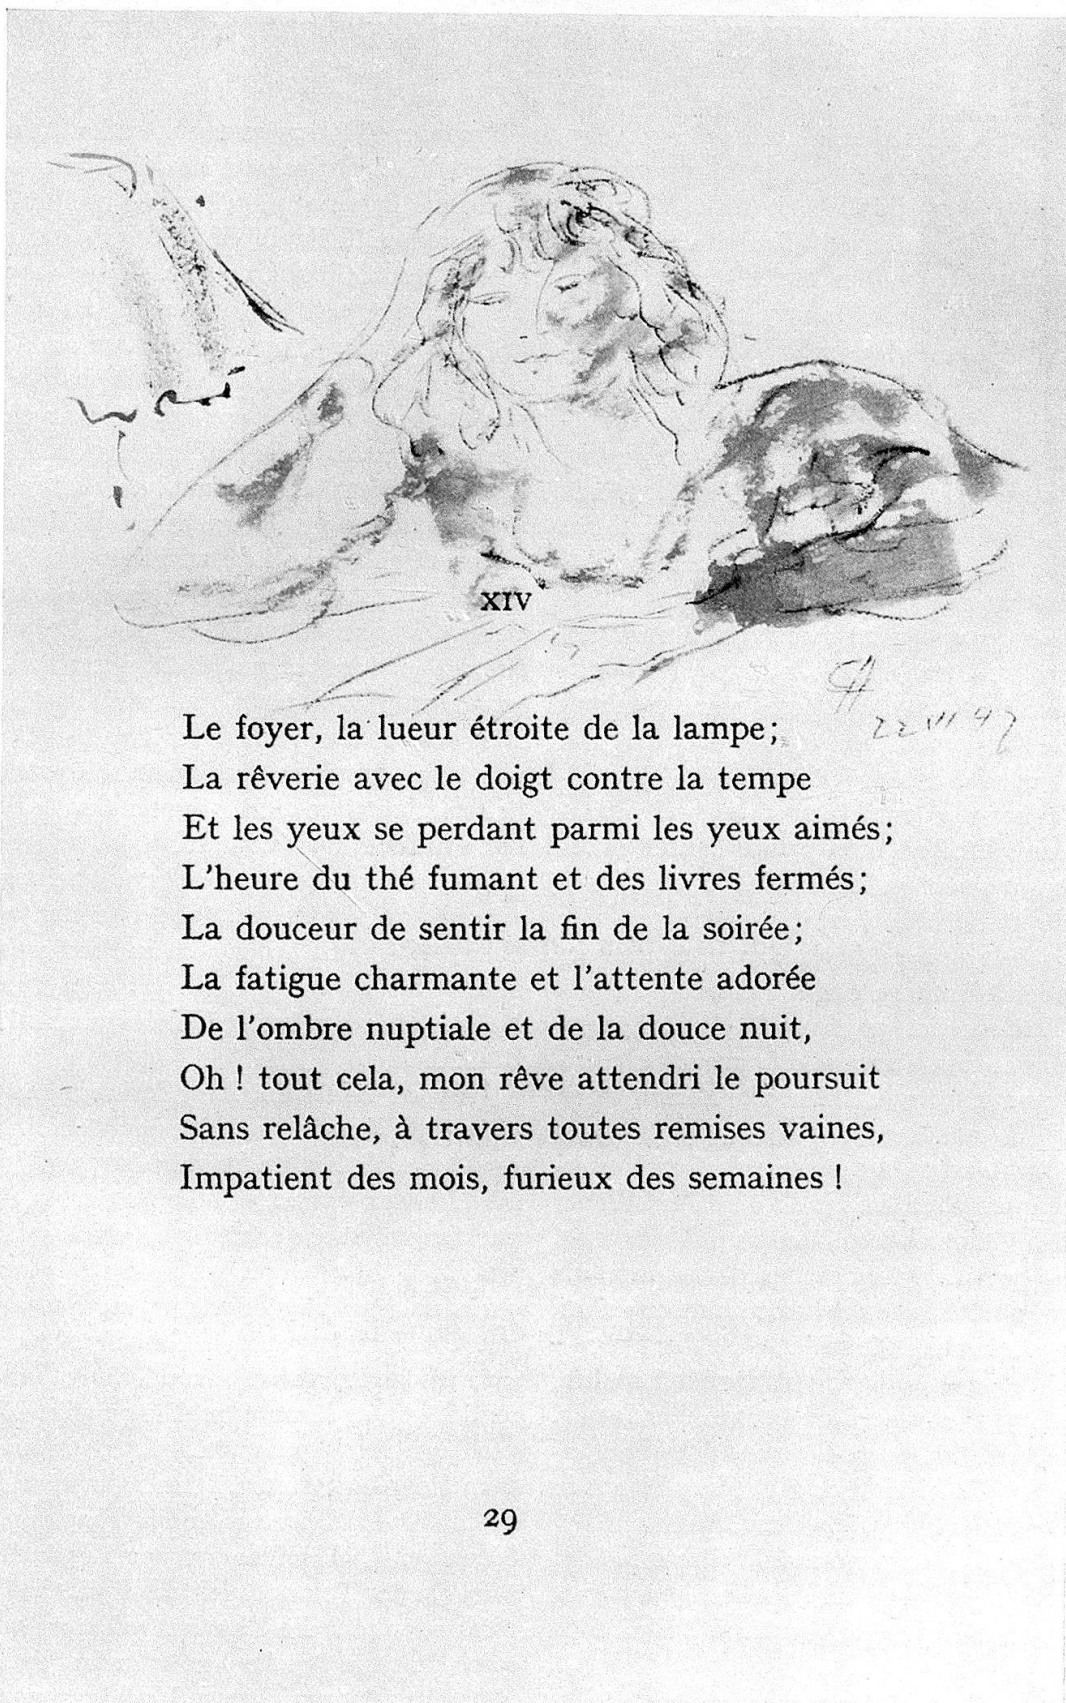 XIV
22 VI 47
Le foyer, la lueur étroite de la lampe;
La rêverie avec le doigt contre la tempe
Et les yeux se perdant parmi les yeux aimés;
L'heure du thé fumant et des livres fermés;
La douceur de sentir la fin de la soirée;
La fatigue charmante et l'attente adorée
De l'ombre nuptiale et de la douce nuit,
Oh ! tout cela, mon rêve attendri le poursuit
Sans relâche, à travers toutes remises vaines,
Impatient des mois, furieux des semaines !
29